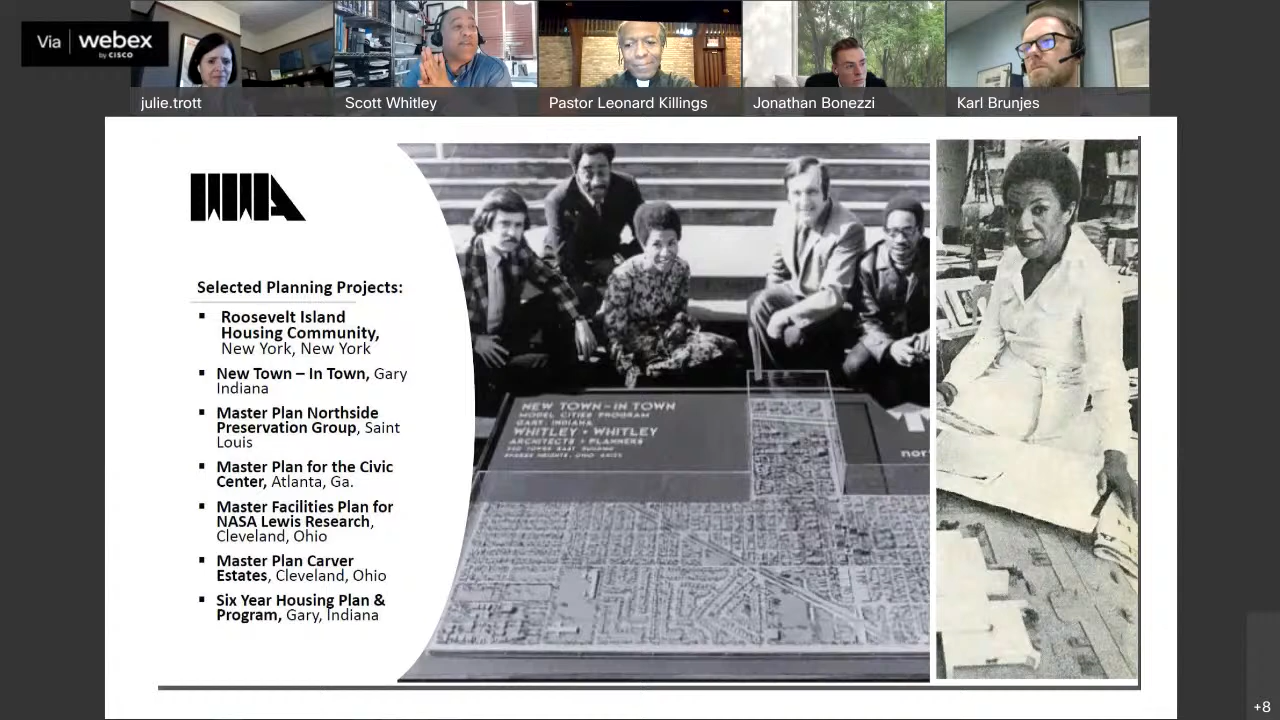 Via webex
by CISCO
julie.trott
Scott Whitley
Pastor Leonard Killings
Jonathan Bonezzi
Karl Brunjes
Selected Planning Projects:
▪ Roosevelt Island
Housing Community,
New York, New York
▪ New Town – In Town, Gary
Indiana
▪ Master Plan Northside
Preservation Group, Saint
Louis
▪ Master Plan for the Civic
Center, Atlanta, Ga.
▪ Master Facilities Plan for
NASA Lewis Research,
Cleveland, Ohio
▪ Master Plan Carver
Estates, Cleveland, Ohio
▪ Six Year Housing Plan &
Program, Gary, Indiana
NEW TOWN-IN TOWN
MODEL CITIES PROGRAM
GARY, INDIANA
WHITLEY • WHITLEY
ARCHITECTS + PLANNERS
SHAKER HEIGHTS, OHIO
nor
+8